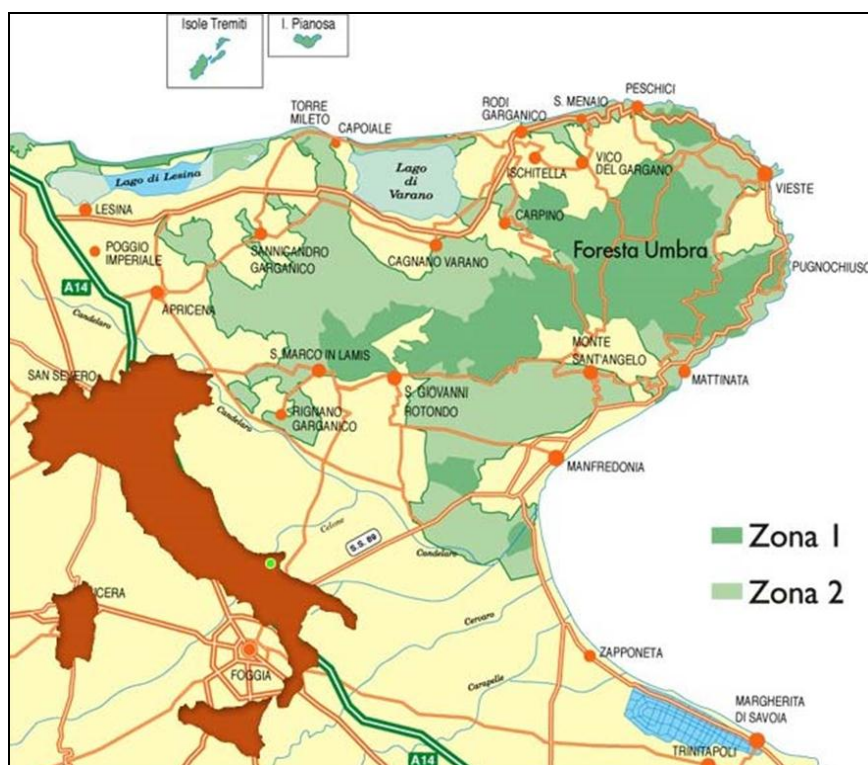 Isole Tremiti
I. Pianosa
TORRE
MILETO
CAPOIALE
RODI
GARGANICO
S. MENAIO
PESCHICI
Lago di Lesina
Lago
di
Varano
ISCHITELLA
VICO
DEL GARGANO
VIESTE
LESINA
CARPINO
POGGIO
IMPERIALE
SANNICANDRO
GARGANICO
CAGNANO VARANO
Foresta Umbra
PUGNOCHIUSO
A14
APRICENA
Candelaro
S. MARCO IN LAMIS
MONTE
SANT'ANGELO
SAN SEVERO
MATTINATA
S. GIOVANNI
ROTONDO
Candelaro
RIGNANO
GARGANICO
MANFREDONIA
Celone
S.S. 89
Candelaro
Zona 1
Zona 2
UCERA
Cervaro
FOGGIA
ZAPPONETA
Carapelle
MARGHERITA
DI SAVOIA
TRINITAPOLI
A14